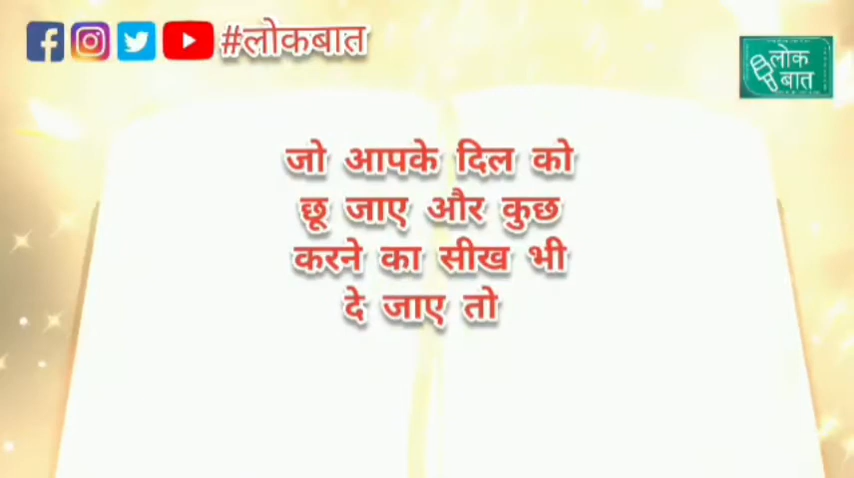 #लोकबात
लोक
बात
जो आपके दिल को
छू जाए और कुछ
करने का सीख भी
दे जाए तो